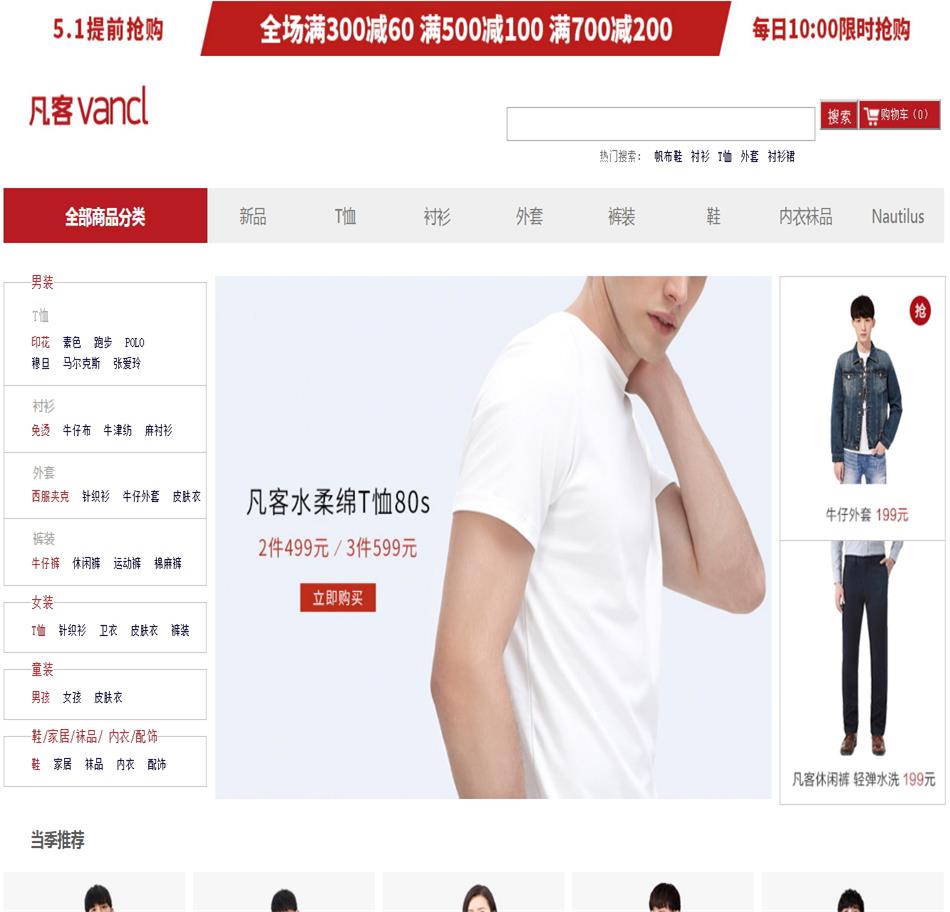 5.1提前抢购 全场满300减60 满500减100 满700减200 每日10:00限时抢购
凡客vancl
搜索 购物车（0）
热门搜索： 帆布鞋 衬衫 T恤 外套 衬衫裙
全部商品分类 新品 T恤 衬衫 外套 裤装 鞋 内衣袜品 Nautilus
男装
T恤
印花 素色 跑步 POLO
穆旦 马尔克斯 张爱玲
衬衫
免烫 牛仔布 牛津纺 麻衬衫
外套
西服夹克 针织衫 牛仔外套 皮肤衣
裤装
牛仔裤 休闲裤 运动裤 棉麻裤
女装
T恤 针织衫 卫衣 皮肤衣 裤装
童装
男孩 女孩 皮肤衣
鞋/家居/袜品/ 内衣/配饰
鞋 家居 袜品 内衣 配饰
凡客水柔绵T恤80s
2件499元 / 3件599元
立即购买
抢
牛仔外套 199元
凡客休闲裤 轻弹水洗 199元
当季推荐